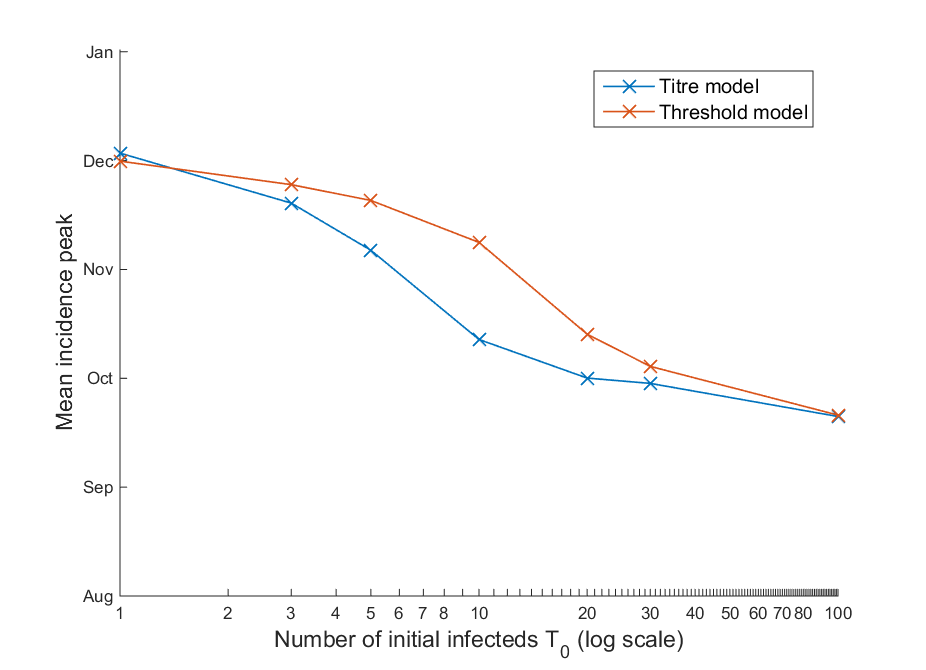 Jan
Dec
Nov
Oct
Sep
Aug
Mean incidence peak
Titre model
Threshold model
1 2 3 4 5 6 7 8 10 20 30 40 50 60 70 80 100
Number of initial infecteds T₀ (log scale)